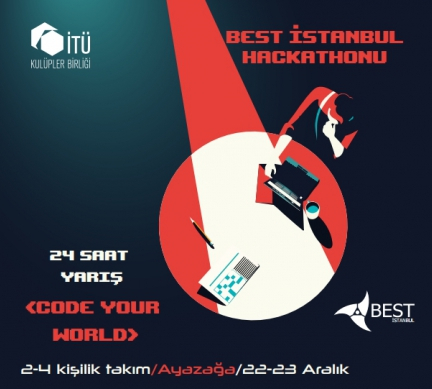 İTÜ
KULÜPLER BİRLİĞİ
BEST İSTANBUL
HACKATHONU
24 SAAT
YARIŞ
<CODE YOUR
WORLD>
BEST
ISTANBUL
2-4 kişilik takım/Ayazağa/22-23 Aralık